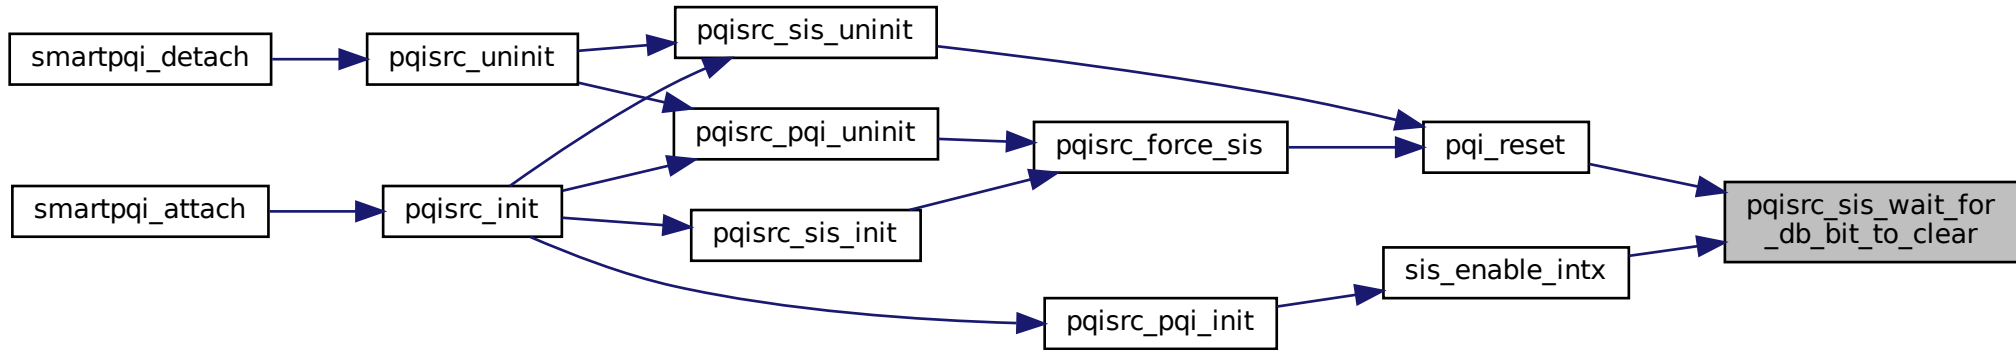 smartpqi_detach
pqisrc_uninit
pqisrc_sis_uninit
pqisrc_pqi_uninit
pqisrc_force_sis
pqi_reset
pqisrc_sis_wait_for
_db_bit_to_clear
smartpqi_attach
pqisrc_init
pqisrc_sis_init
sis_enable_intx
pqisrc_pqi_init